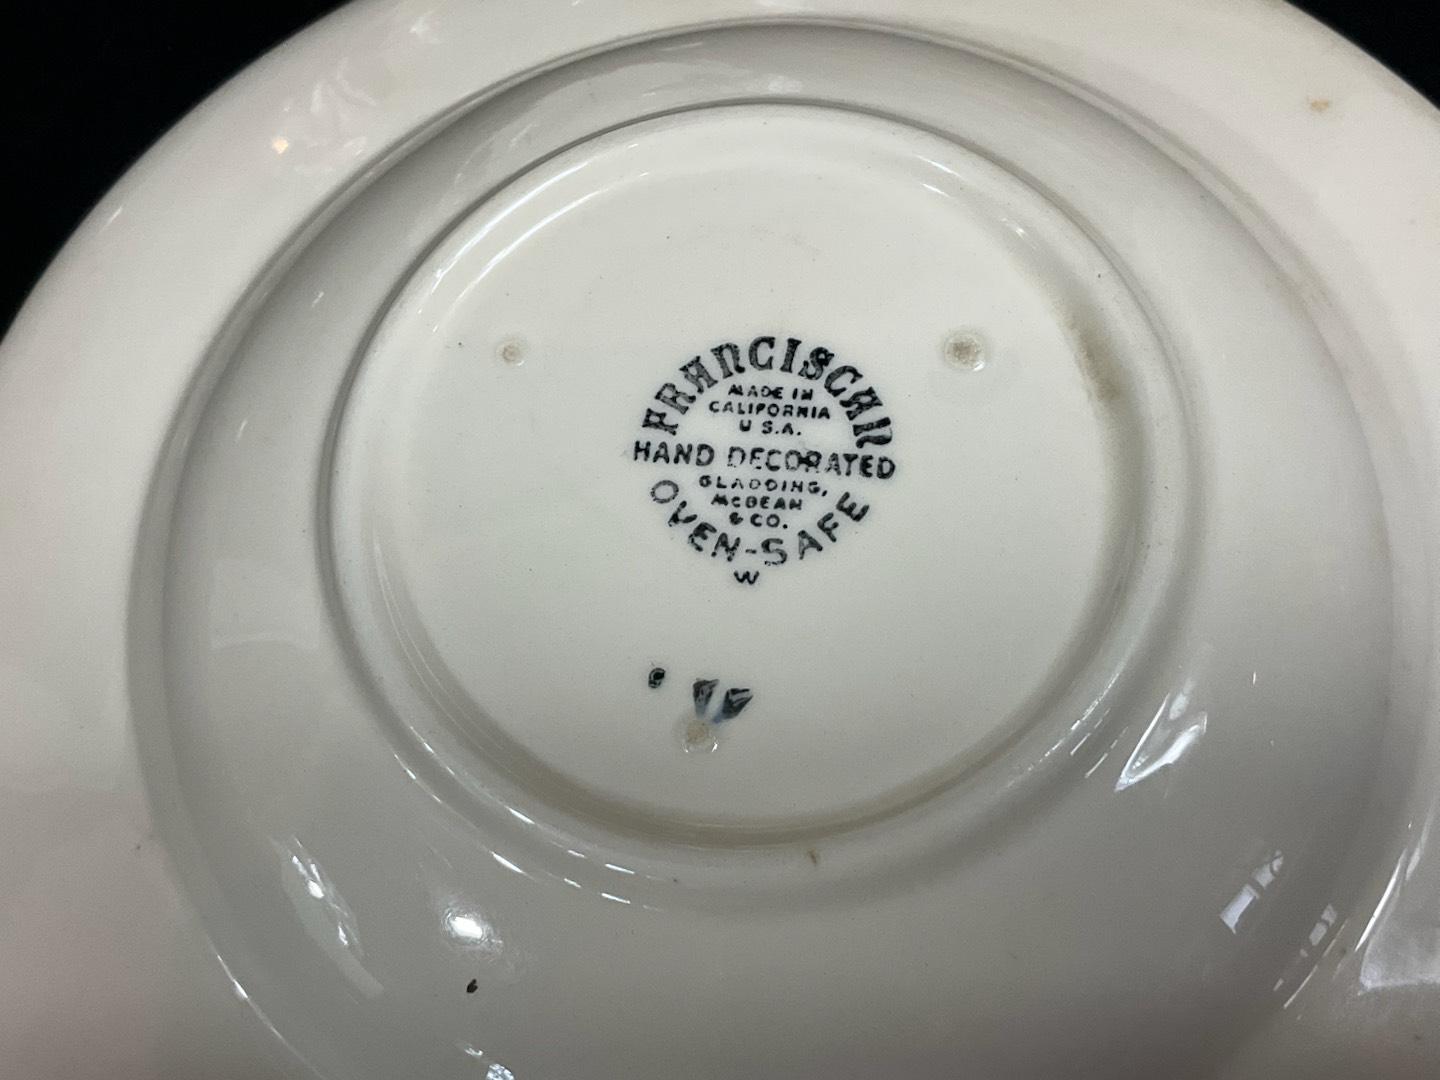 FRANCISCAN
MADE IN
CALIFORNIA
U.S.A.
HAND DECORATED
GLADDING,
McBEAN
& CO.
OVEN-SAFE
W